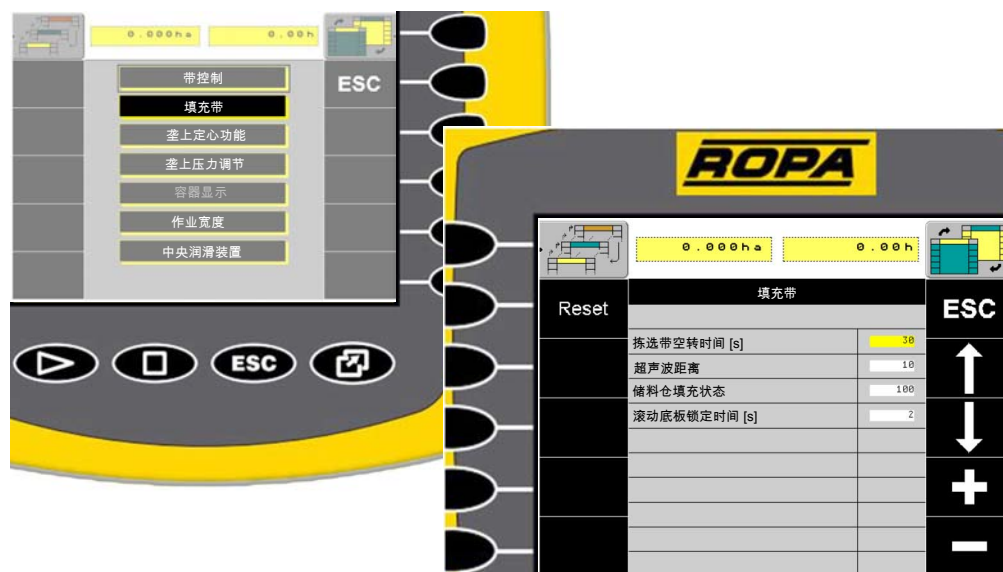 0.000ha
0.00h
带控制
ESC
填充带
垄上定心功能
垄上压力调节
容器显示
作业宽度
中央润滑装置
ESC
ROPA
0.000ha
0.00h
Reset
填充带
ESC
拣选带空转时间 [s]
30
超声波距离
10
储料仓填充状态
100
滚动底板锁定时间 [s]
2